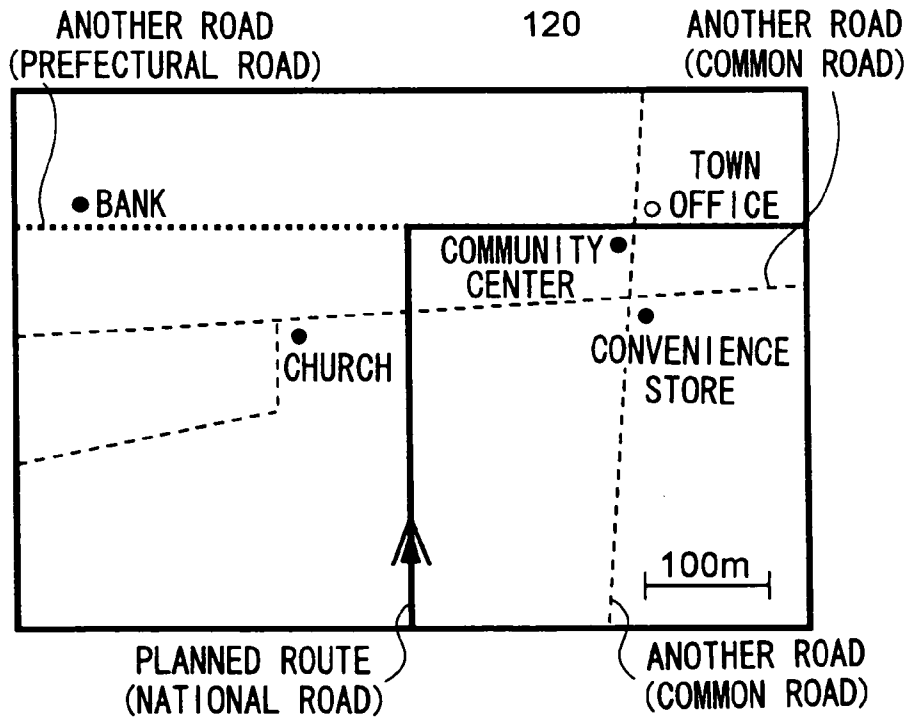 ANOTHER ROAD
(PREFECTURAL ROAD)
120
ANOTHER ROAD
(COMMON ROAD)
BANK
TOWN
OFFICE
COMMUNITY
CENTER
CHURCH
CONVENIENCE
STORE
100m
PLANNED ROUTE
(NATIONAL ROAD)
ANOTHER ROAD
(COMMON ROAD)